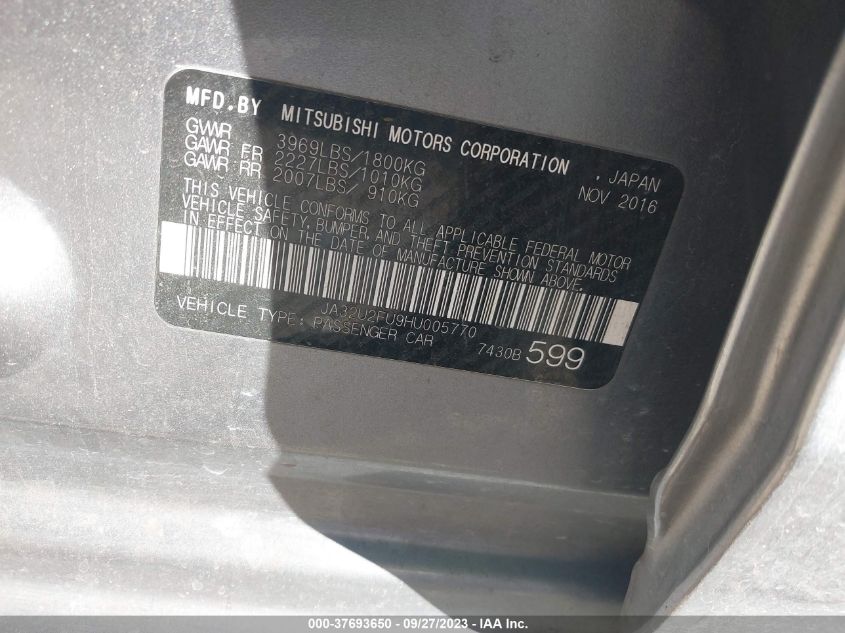 MFD.BY MITSUBISHI MOTORS CORPORATION , JAPAN
GVWR 3969LBS/1800KG NOV 2016
GAWR FR 2227LBS/1010KG
GAWR RR 2007LBS/ 910KG
THIS VEHICLE CONFORMS TO ALL APPLICABLE FEDERAL MOTOR
VEHICLE SAFETY, BUMPER, AND THEFT PREVENTION STANDARDS
IN EFFECT ON THE DATE OF MANUFACTURE SHOWN ABOVE.
JA32U2FU9HU005770
VEHICLE TYPE: PASSENGER CAR 7430B 599
000-37693650 - 09/27/2023 - IAA Inc.